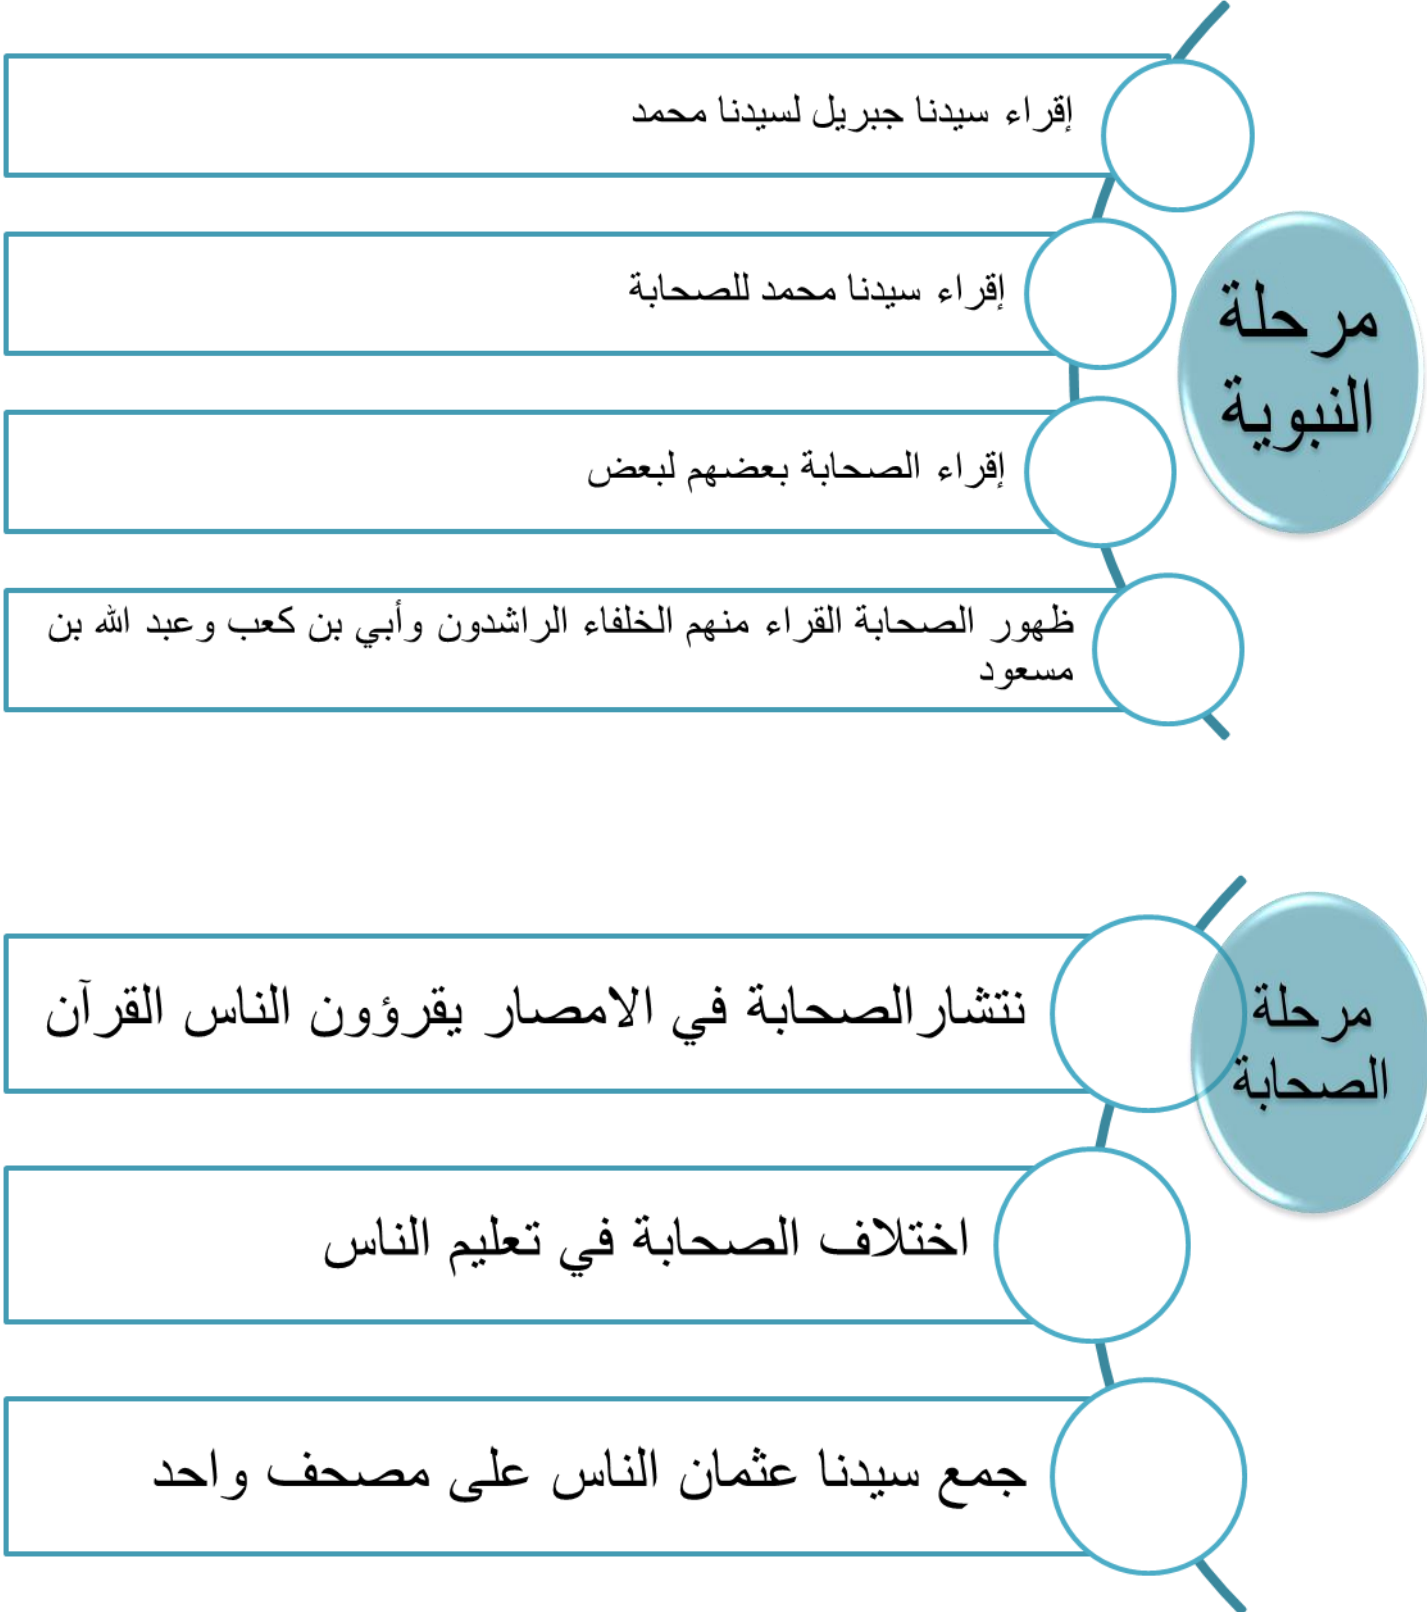 مرحلة
النبوية
إقراء سيدنا جبريل لسيدنا محمد
إقراء سيدنا محمد للصحابة
إقراء الصحابة بعضهم لبعض
ظهور الصحابة القراء منهم الخلفاء الراشدون وأبي بن كعب وعبد الله بن
مسعود
مرحلة
الصحابة
نتشارالصحابة في الامصار يقرؤون الناس القرآن
اختلاف الصحابة في تعليم الناس
جمع سيدنا عثمان الناس على مصحف واحد